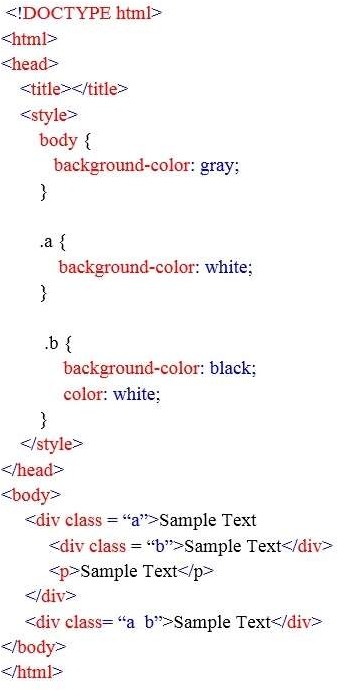 <!DOCTYPE html>
<html>
<head>
<title></title>
<style>
body {
background-color: gray;
}
.a {
background-color: white;
}
.b {
background-color: black;
color: white;
}
</style>
</head>
<body>
<div class = “a”>Sample Text
<div class = “b”>Sample Text</div>
<p>Sample Text</p>
</div>
<div class= “a b”>Sample Text</div>
</body>
</html>